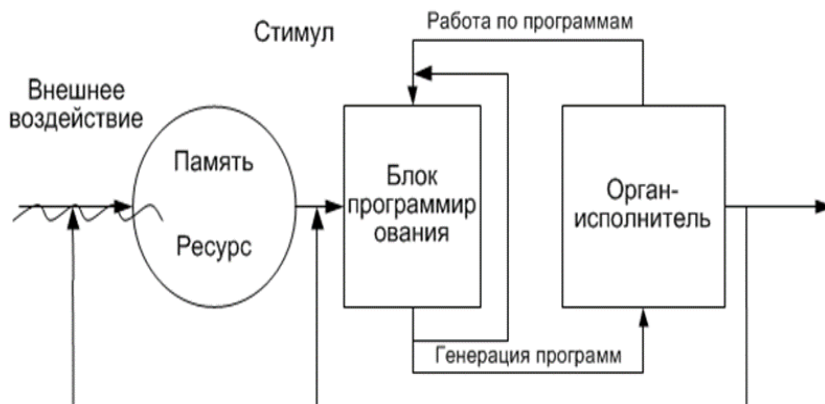 Работа по программам
Стимул
Внешнее
воздействие
Память
Ресурс
Блок
программир
ования
Орган-
исполнитель
Генерация программ